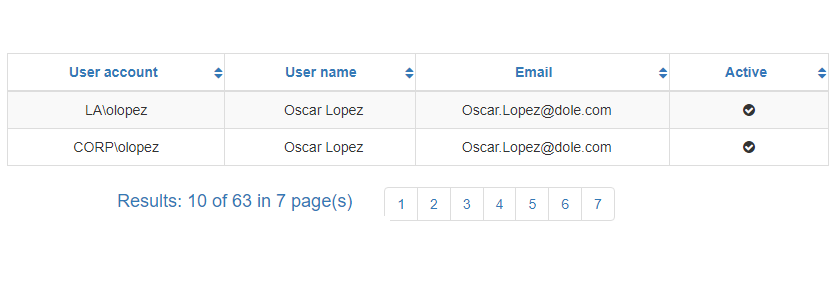 User account User name Email Active
LA\olopez Oscar Lopez Oscar.Lopez@dole.com
CORP\olopez Oscar Lopez Oscar.Lopez@dole.com
Results: 10 of 63 in 7 page(s) 1 2 3 4 5 6 7